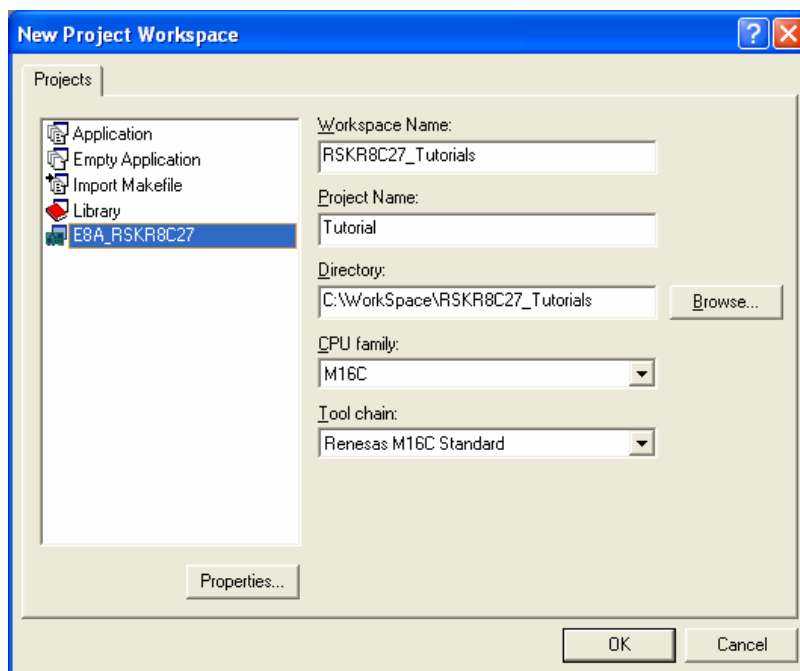 New Project Workspace
Projects
Application
Empty Application
Import Makefile
Library
E8A_RSKR8C27
Properties...
Workspace Name:
RSKR8C27_Tutorials
Project Name:
Tutorial
Directory:
C:\WorkSpace\RSKR8C27_Tutorials
Browse...
CPU family:
M16C
Tool chain:
Renesas M16C Standard
OK
Cancel